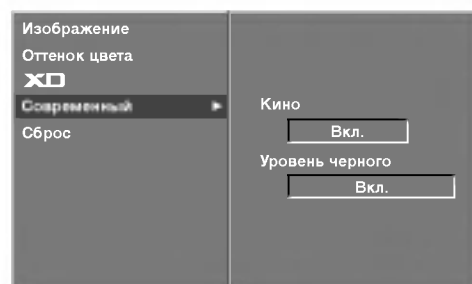 Изображение
Оттенок цвета
XD
Современный
Сброс
Кино
Вкл.
Уровень черного
Вкл.